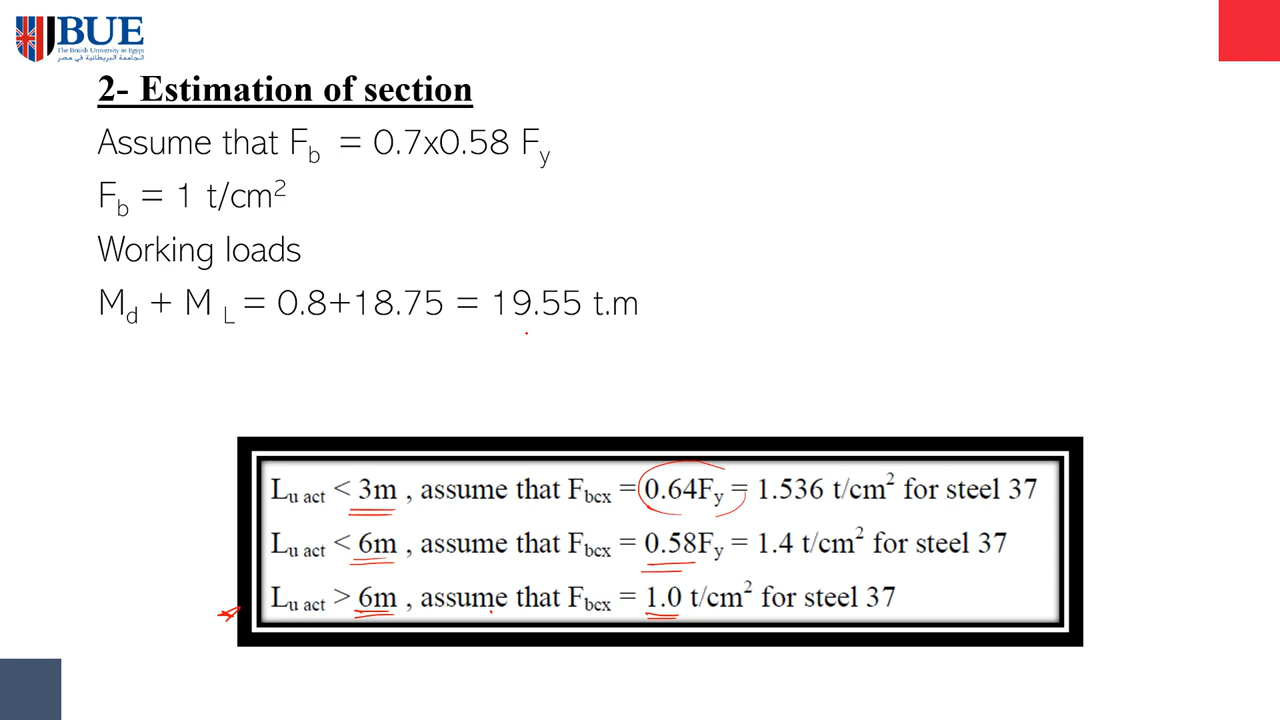 BUE
The British University in Egypt
الجامعة البريطانية في مصر
2- Estimation of section
Assume that F_b = 0.7x0.58 F_y
F_b = 1 t/cm²
Working loads
M_d + M_L = 0.8+18.75 = 19.55 t.m
L_u act < 3m , assume that F_bcx = 0.64F_y = 1.536 t/cm² for steel 37
L_u act < 6m , assume that F_bcx = 0.58F_y = 1.4 t/cm² for steel 37
L_u act > 6m , assume that F_bcx = 1.0 t/cm² for steel 37